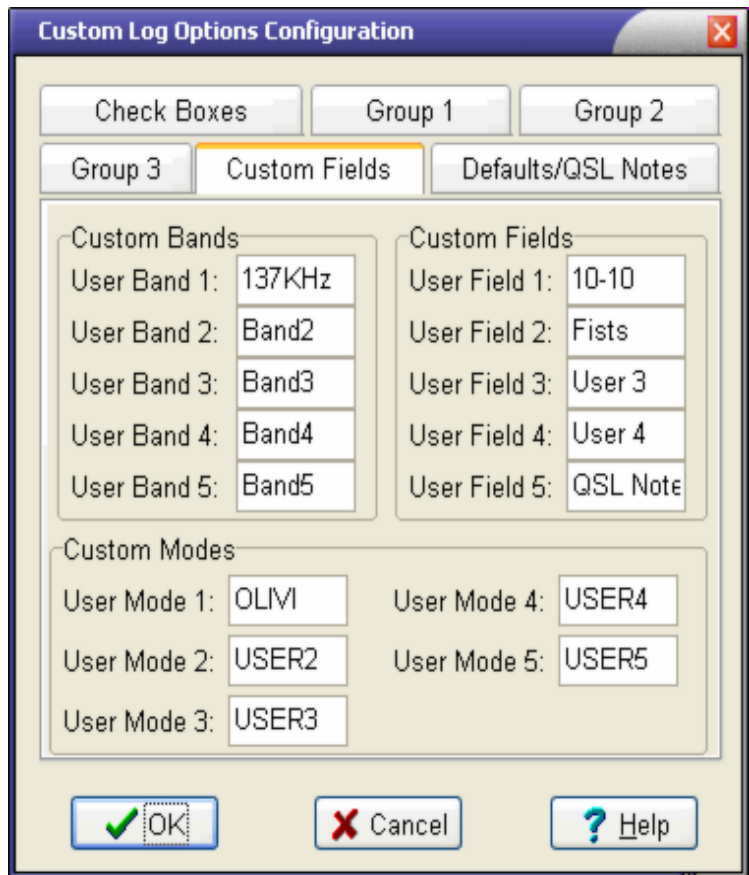 Custom Log Options Configuration
Check Boxes
Group 1
Group 2
Group 3
Custom Fields
Defaults/QSL Notes
Custom Bands
User Band 1: 137KHz
User Band 2: Band2
User Band 3: Band3
User Band 4: Band4
User Band 5: Band5
Custom Fields
User Field 1: 10-10
User Field 2: Fists
User Field 3: User 3
User Field 4: User 4
User Field 5: QSL Note
Custom Modes
User Mode 1: OLIVI
User Mode 2: USER2
User Mode 3: USER3
User Mode 4: USER4
User Mode 5: USER5
OK
Cancel
Help